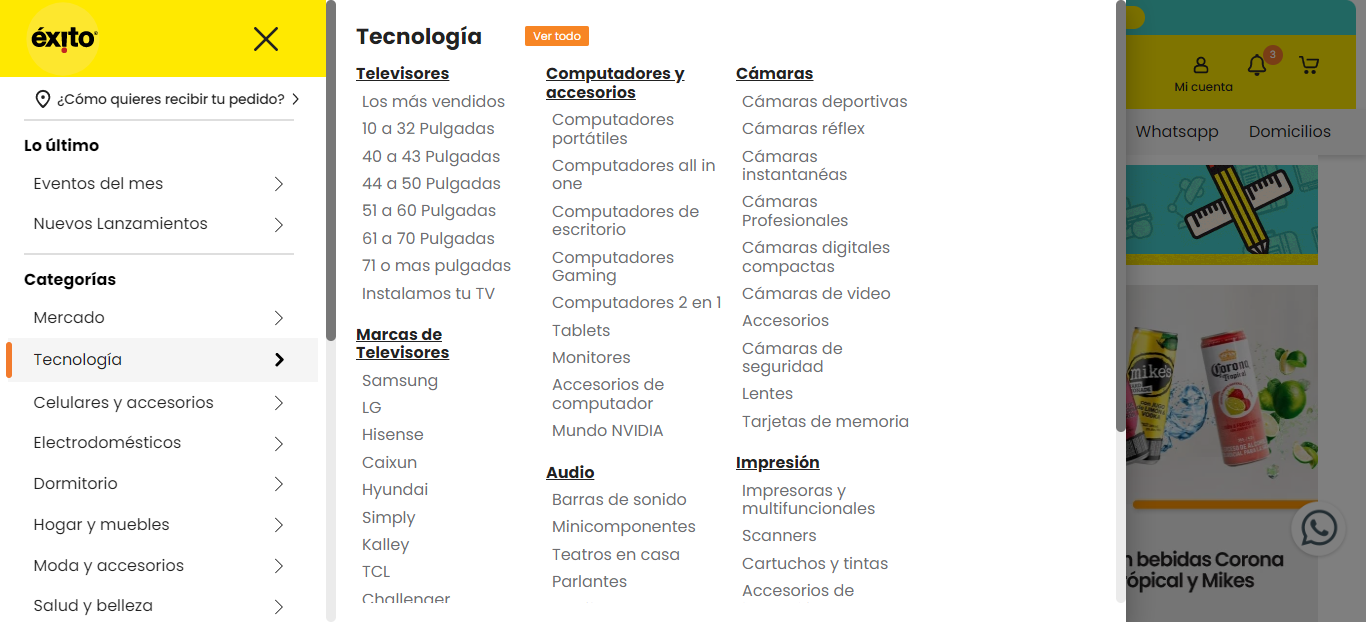 éxito
¿Cómo quieres recibir tu pedido?
Lo último
Eventos del mes
Nuevos Lanzamientos
Categorías
Mercado
Tecnología
Celulares y accesorios
Electrodomésticos
Dormitorio
Hogar y muebles
Moda y accesorios
Salud y belleza
Tecnología
Ver todo
Televisores
Los más vendidos
10 a 32 Pulgadas
40 a 43 Pulgadas
44 a 50 Pulgadas
51 a 60 Pulgadas
61 a 70 Pulgadas
71 o mas pulgadas
Instalamos tu TV
Marcas de
Televisores
Samsung
LG
Hisense
Caixun
Hyundai
Simply
Kalley
TCL
Challenger
Computadores y
accesorios
Computadores
portátiles
Computadores all in
one
Computadores de
escritorio
Computadores
Gaming
Computadores 2 en 1
Tablets
Monitores
Accesorios de
computador
Mundo NVIDIA
Audio
Barras de sonido
Minicomponentes
Teatros en casa
Parlantes
Cámaras
Cámaras deportivas
Cámaras réflex
Cámaras
instantanéas
Cámaras
Profesionales
Cámaras digitales
compactas
Cámaras de video
Accesorios
Cámaras de
seguridad
Lentes
Tarjetas de memoria
Impresión
Impresoras y
multifuncionales
Scanners
Cartuchos y tintas
Accesorios de
3
Mi cuenta
Whatsapp
Domicilios
mike's
Corona
Tropical
n bebidas Corona
rópical y Mikes